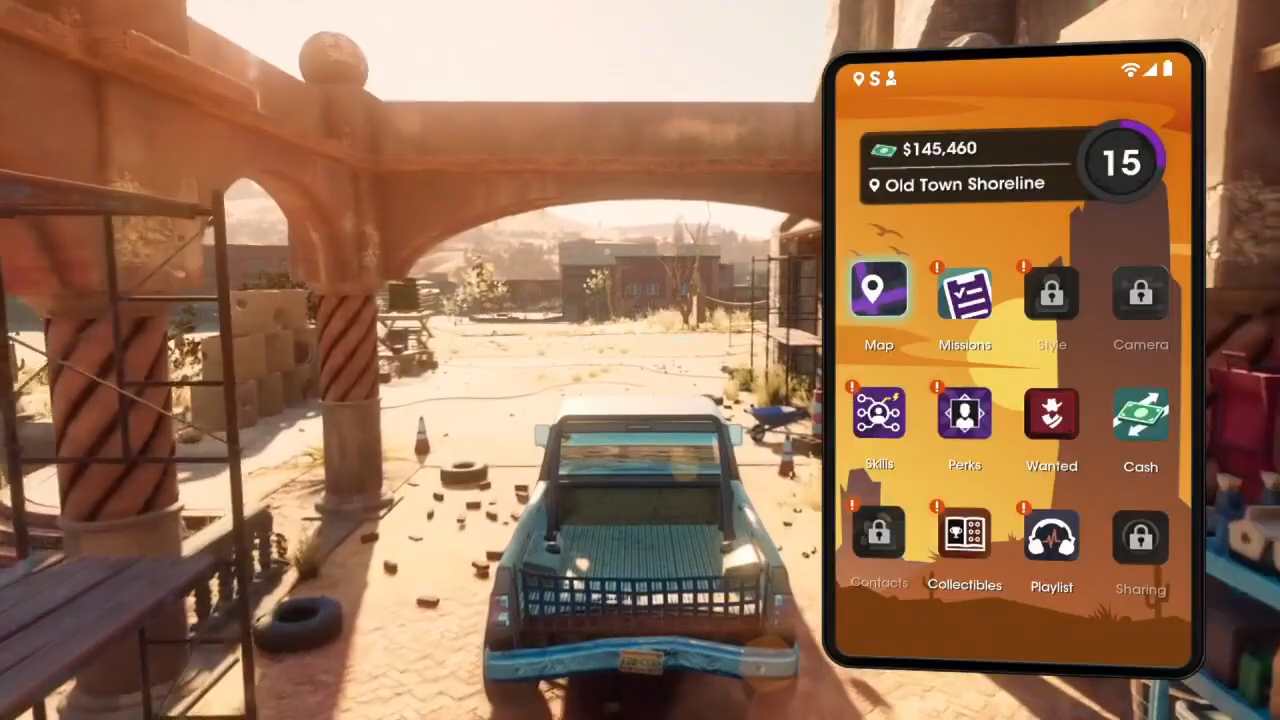 S
$145,460
15
Old Town Shoreline
Map
Missions
Style
Camera
Skills
Perks
Wanted
Cash
Contacts
Collectibles
Playlist
Sharing